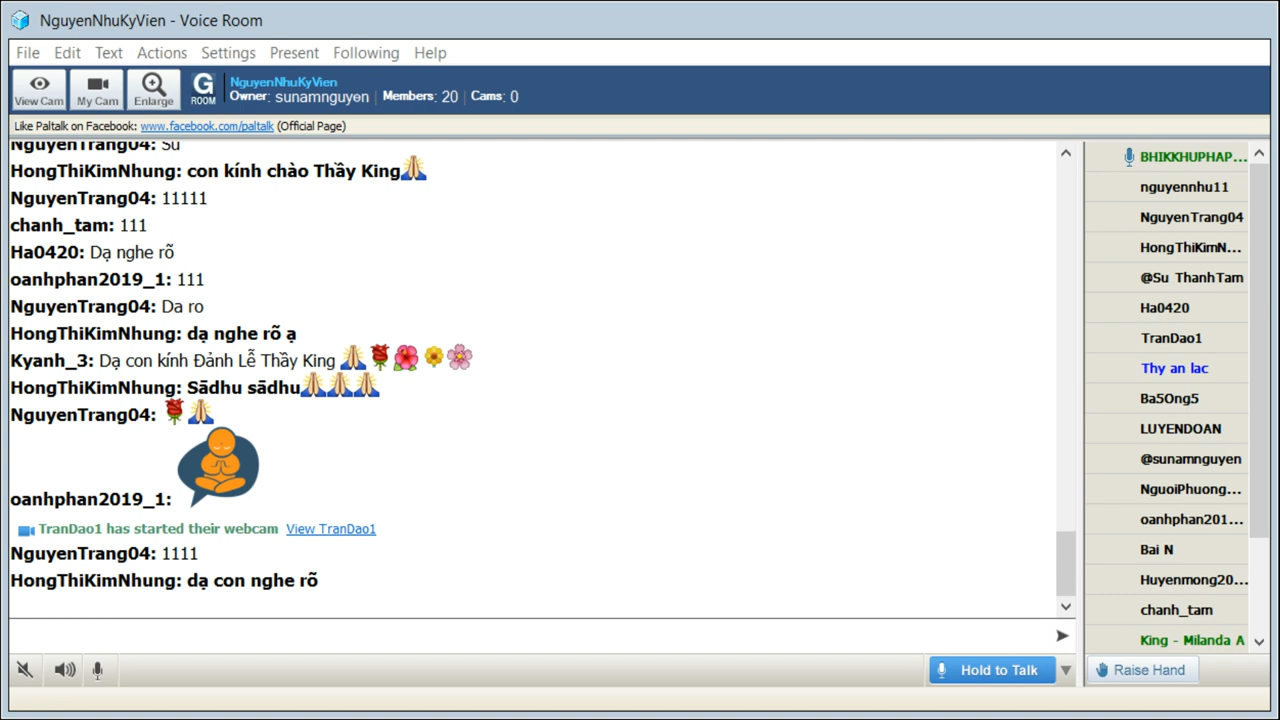 NguyenNhuKyVien - Voice Room
File Edit Text Actions Settings Present Following Help
View Cam My Cam Enlarge G ROOM
NguyenNhuKyVien
Owner: sunamnguyen | Members: 20 | Cams: 0
Like Paltalk on Facebook: www.facebook.com/paltalk (Official Page)
NguyenTrang04: Su
HongThiKimNhung: con kính chào Thầy King🙏
NguyenTrang04: 11111
chanh_tam: 111
Ha0420: Dạ nghe rõ
oanhphan2019_1: 111
NguyenTrang04: Da ro
HongThiKimNhung: dạ nghe rõ ạ
Kyanh_3: Dạ con kính Đảnh Lễ Thầy King 🙏🌹🌺🌼🌸
HongThiKimNhung: Sādhu sādhu🙏🙏🙏
NguyenTrang04: 🌹🙏
oanhphan2019_1:
TranDao1 has started their webcam View TranDao1
NguyenTrang04: 1111
HongThiKimNhung: dạ con nghe rõ
Hold to Talk
BHIKKHUPHAP...
nguyennhu11
NguyenTrang04
HongThiKimN...
@Su ThanhTam
Ha0420
TranDao1
Thy an lac
Ba5Ong5
LUYENDOAN
@sunamnguyen
NguoiPhuong...
oanhphan201...
Bai N
Huyenmong20...
chanh_tam
King - Milanda A
Raise Hand